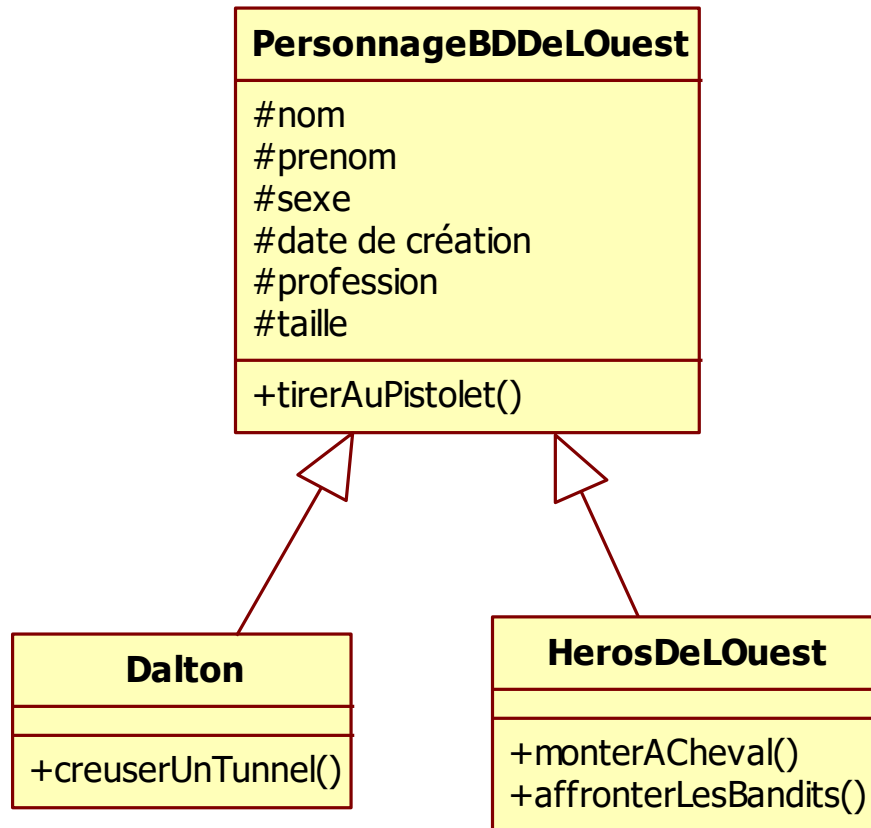 PersonnageBDDeLOuest
#nom
#prenom
#sexe
#date de création
#profession
#taille
+tirerAuPistolet()
Dalton
+creuserUnTunnel()
HerosDeLOuest
+monterACheval()
+affronterLesBandits()